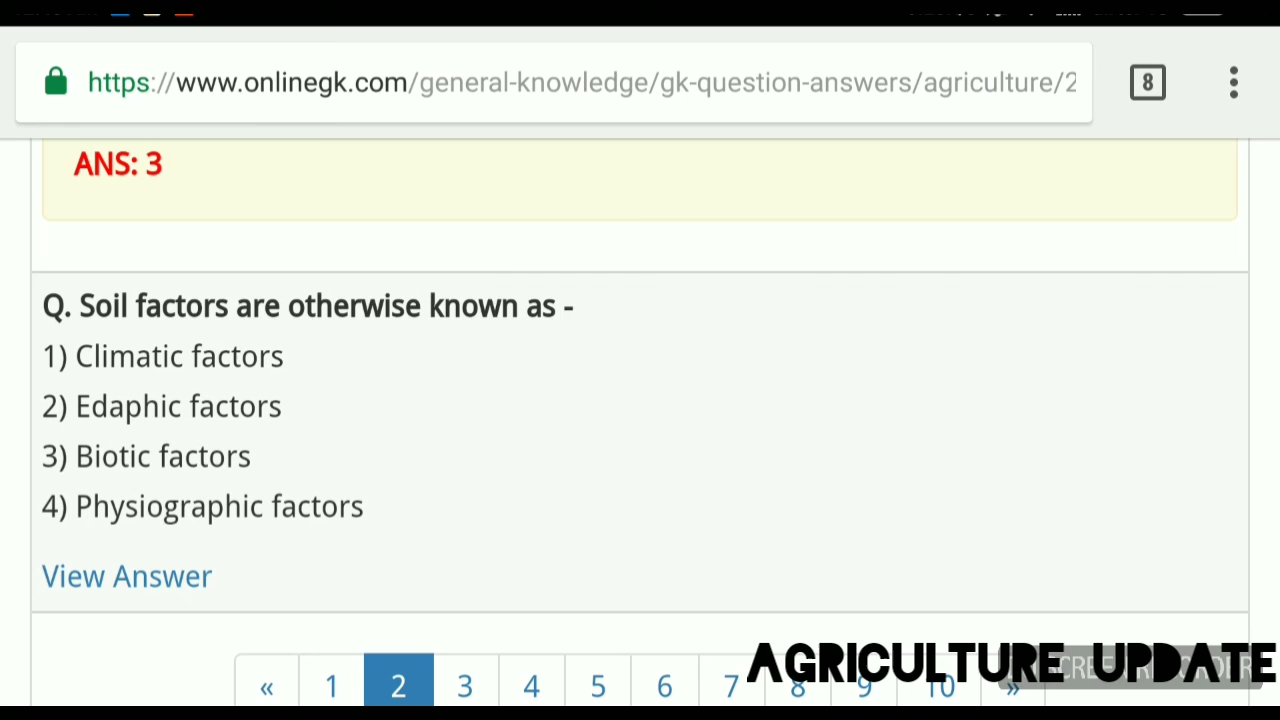 https://www.onlinegk.com/general-knowledge/gk-question-answers/agriculture/2
8
ANS: 3
Q. Soil factors are otherwise known as -
1) Climatic factors
2) Edaphic factors
3) Biotic factors
4) Physiographic factors
View Answer
« 1 2 3 4 5 6 7 8 9 10 »
AGRICULTURE UPDATE